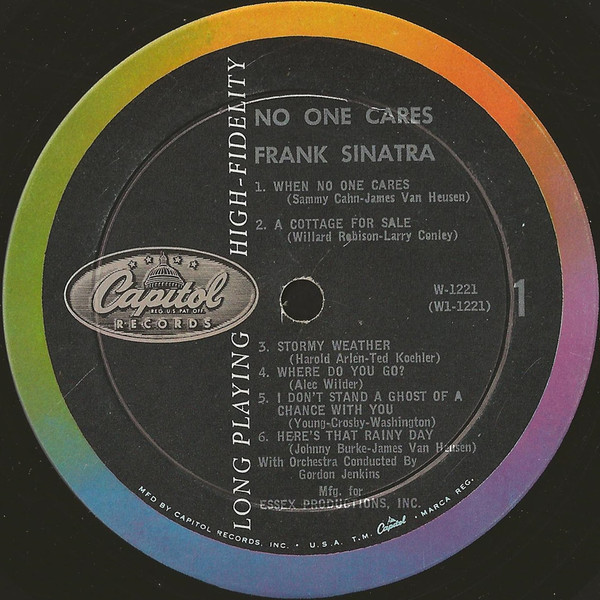 NO ONE CARES
FRANK SINATRA
1. WHEN NO ONE CARES
(Sammy Cahn-James Van Heusen)
2. A COTTAGE FOR SALE
(Willard Robison-Larry Conley)
W-1221
(W1-1221)
1
3. STORMY WEATHER
(Harold Arlen-Ted Koehler)
4. WHERE DO YOU GO?
(Alec Wilder)
5. I DON'T STAND A GHOST OF A
CHANCE WITH YOU
(Young-Crosby-Washington)
6. HERE'S THAT RAINY DAY
(Johnny Burke-James Van Heusen)
With Orchestra Conducted By
Gordon Jenkins
Mfg. for
ESSEX PRODUCTIONS, INC.
LONG PLAYING HIGH-FIDELITY
Capitol
REG. U.S. PAT. OFF.
RECORDS
MFD. BY CAPITOL RECORDS, INC. • U.S.A. T.M. Capitol • MARCA REG.